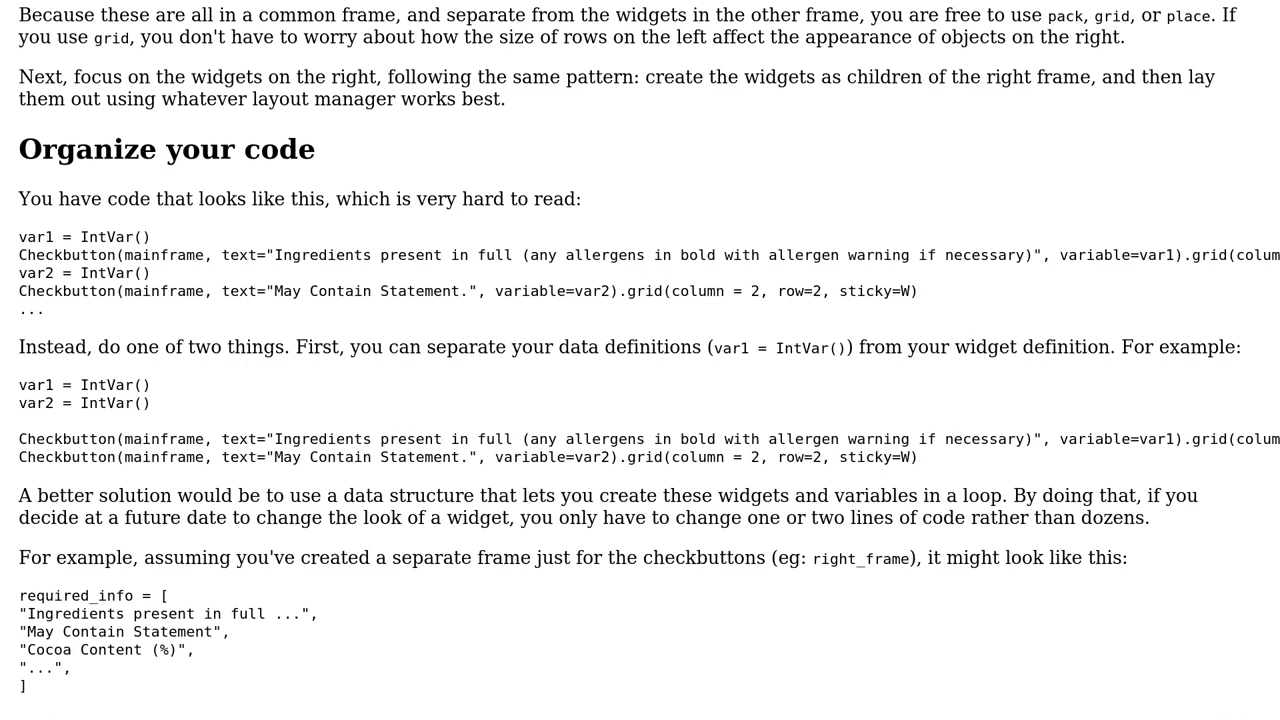 Because these are all in a common frame, and separate from the widgets in the other frame, you are free to use pack, grid, or place. If
you use grid, you don't have to worry about how the size of rows on the left affect the appearance of objects on the right.
Next, focus on the widgets on the right, following the same pattern: create the widgets as children of the right frame, and then lay
them out using whatever layout manager works best.
Organize your code
You have code that looks like this, which is very hard to read:
var1 = IntVar()
Checkbutton(mainframe, text="Ingredients present in full (any allergens in bold with allergen warning if necessary)", variable=var1).grid(colum
var2 = IntVar()
Checkbutton(mainframe, text="May Contain Statement.", variable=var2).grid(column = 2, row=2, sticky=W)
...
Instead, do one of two things. First, you can separate your data definitions (var1 = IntVar()) from your widget definition. For example:
var1 = IntVar()
var2 = IntVar()
Checkbutton(mainframe, text="Ingredients present in full (any allergens in bold with allergen warning if necessary)", variable=var1).grid(colum
Checkbutton(mainframe, text="May Contain Statement.", variable=var2).grid(column = 2, row=2, sticky=W)
A better solution would be to use a data structure that lets you create these widgets and variables in a loop. By doing that, if you
decide at a future date to change the look of a widget, you only have to change one or two lines of code rather than dozens.
For example, assuming you've created a separate frame just for the checkbuttons (eg: right_frame), it might look like this:
required_info = [
"Ingredients present in full ...",
"May Contain Statement",
"Cocoa Content (%)",
"...",
]